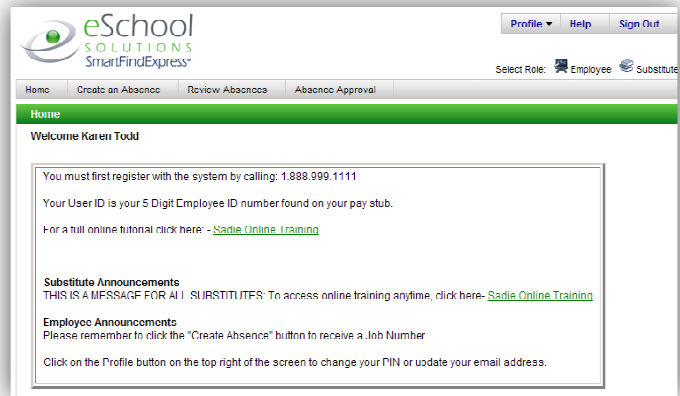 eSchool
SOLUTIONS
SmartFindExpress
Profile Help Sign Out
Select Role: Employee Substitute
Home Create an Absence Review Absences Absence Approval
Home
Welcome Karen Todd
You must first register with the system by calling: 1.888.999.1111
Your User ID is your 5 Digit Employee ID number found on your pay stub.
For a full online tutorial click here: - Sadie Online Training
Substitute Announcements
THIS IS A MESSAGE FOR ALL SUBSTITUTES: To access online training anytime, click here- Sadie Online Training
Employee Announcements
Please remember to click the "Create Absence" button to receive a Job Number
Click on the Profile button on the top right of the screen to change your PIN or update your email address.